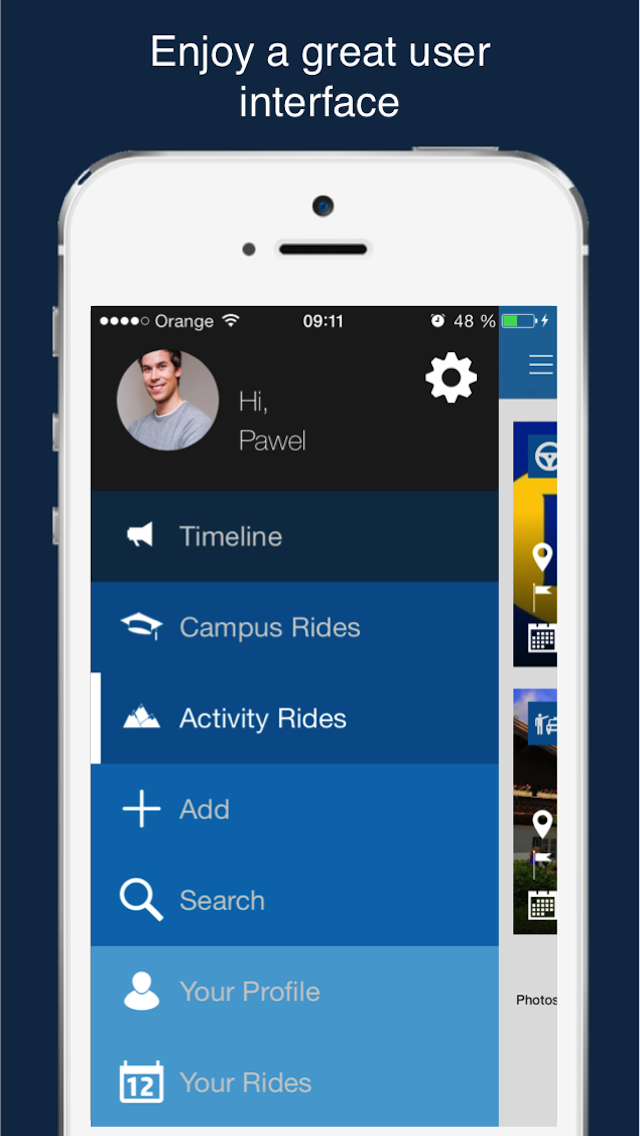 Enjoy a great user
interface
Orange 09:11 48 %
Hi,
Pawel
Timeline
Campus Rides
Activity Rides
Add
Search
Your Profile
12 Your Rides
Photos